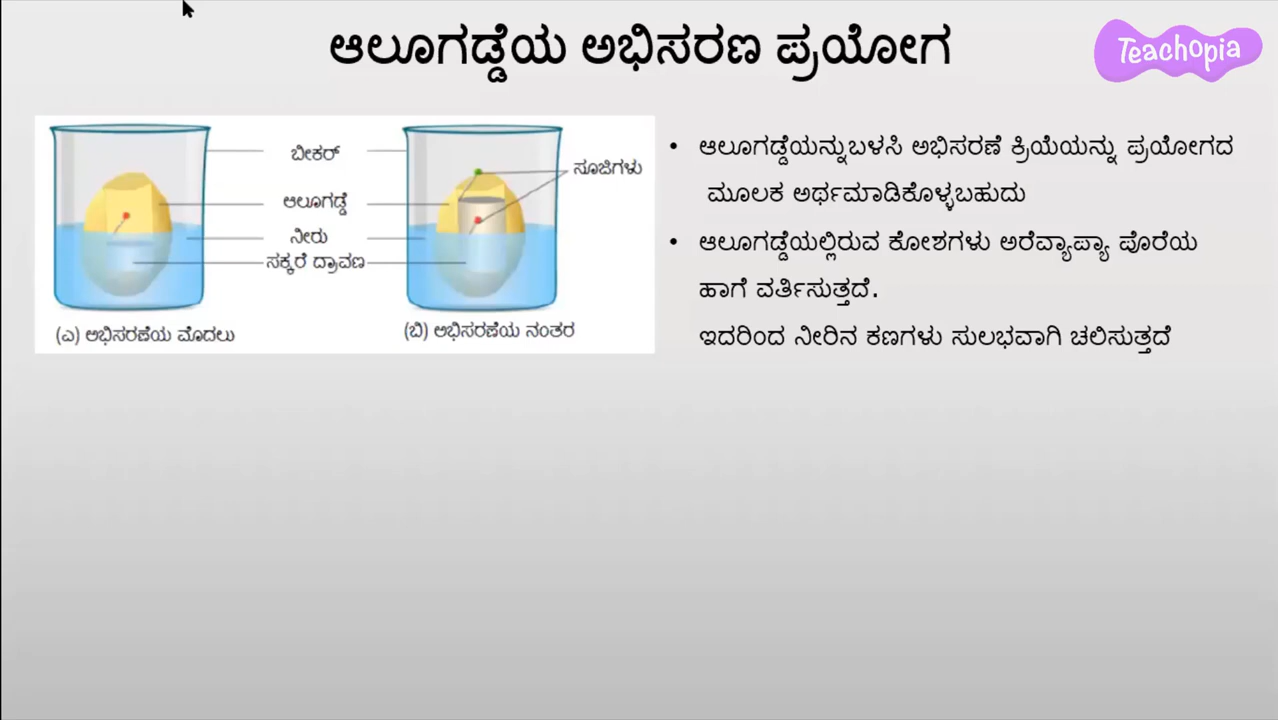 ಆಲೂಗಡ್ಡೆಯ ಅಭಿಸರಣ ಪ್ರಯೋಗ
Teachopia
ಬೀಕರ್
ಸೂಜಿಗಳು
ಆಲೂಗಡ್ಡೆ
ನೀರು
ಸಕ್ಕರೆ ದ್ರಾವಣ
(ಎ) ಅಭಿಸರಣೆಯ ಮೊದಲು
(ಬಿ) ಅಭಿಸರಣೆಯ ನಂತರ
• ಆಲೂಗಡ್ಡೆಯನ್ನುಬಳಸಿ ಅಭಿಸರಣೆ ಕ್ರಿಯೆಯನ್ನು ಪ್ರಯೋಗದ
ಮೂಲಕ ಅರ್ಥಮಾಡಿಕೊಳ್ಳಬಹುದು
• ಆಲೂಗಡ್ಡೆಯಲ್ಲಿರುವ ಕೋಶಗಳು ಅರೆವ್ಯಾಪ್ಯಾ ಪೊರೆಯ
ಹಾಗೆ ವರ್ತಿಸುತ್ತದೆ.
ಇದರಿಂದ ನೀರಿನ ಕಣಗಳು ಸುಲಭವಾಗಿ ಚಲಿಸುತ್ತದೆ